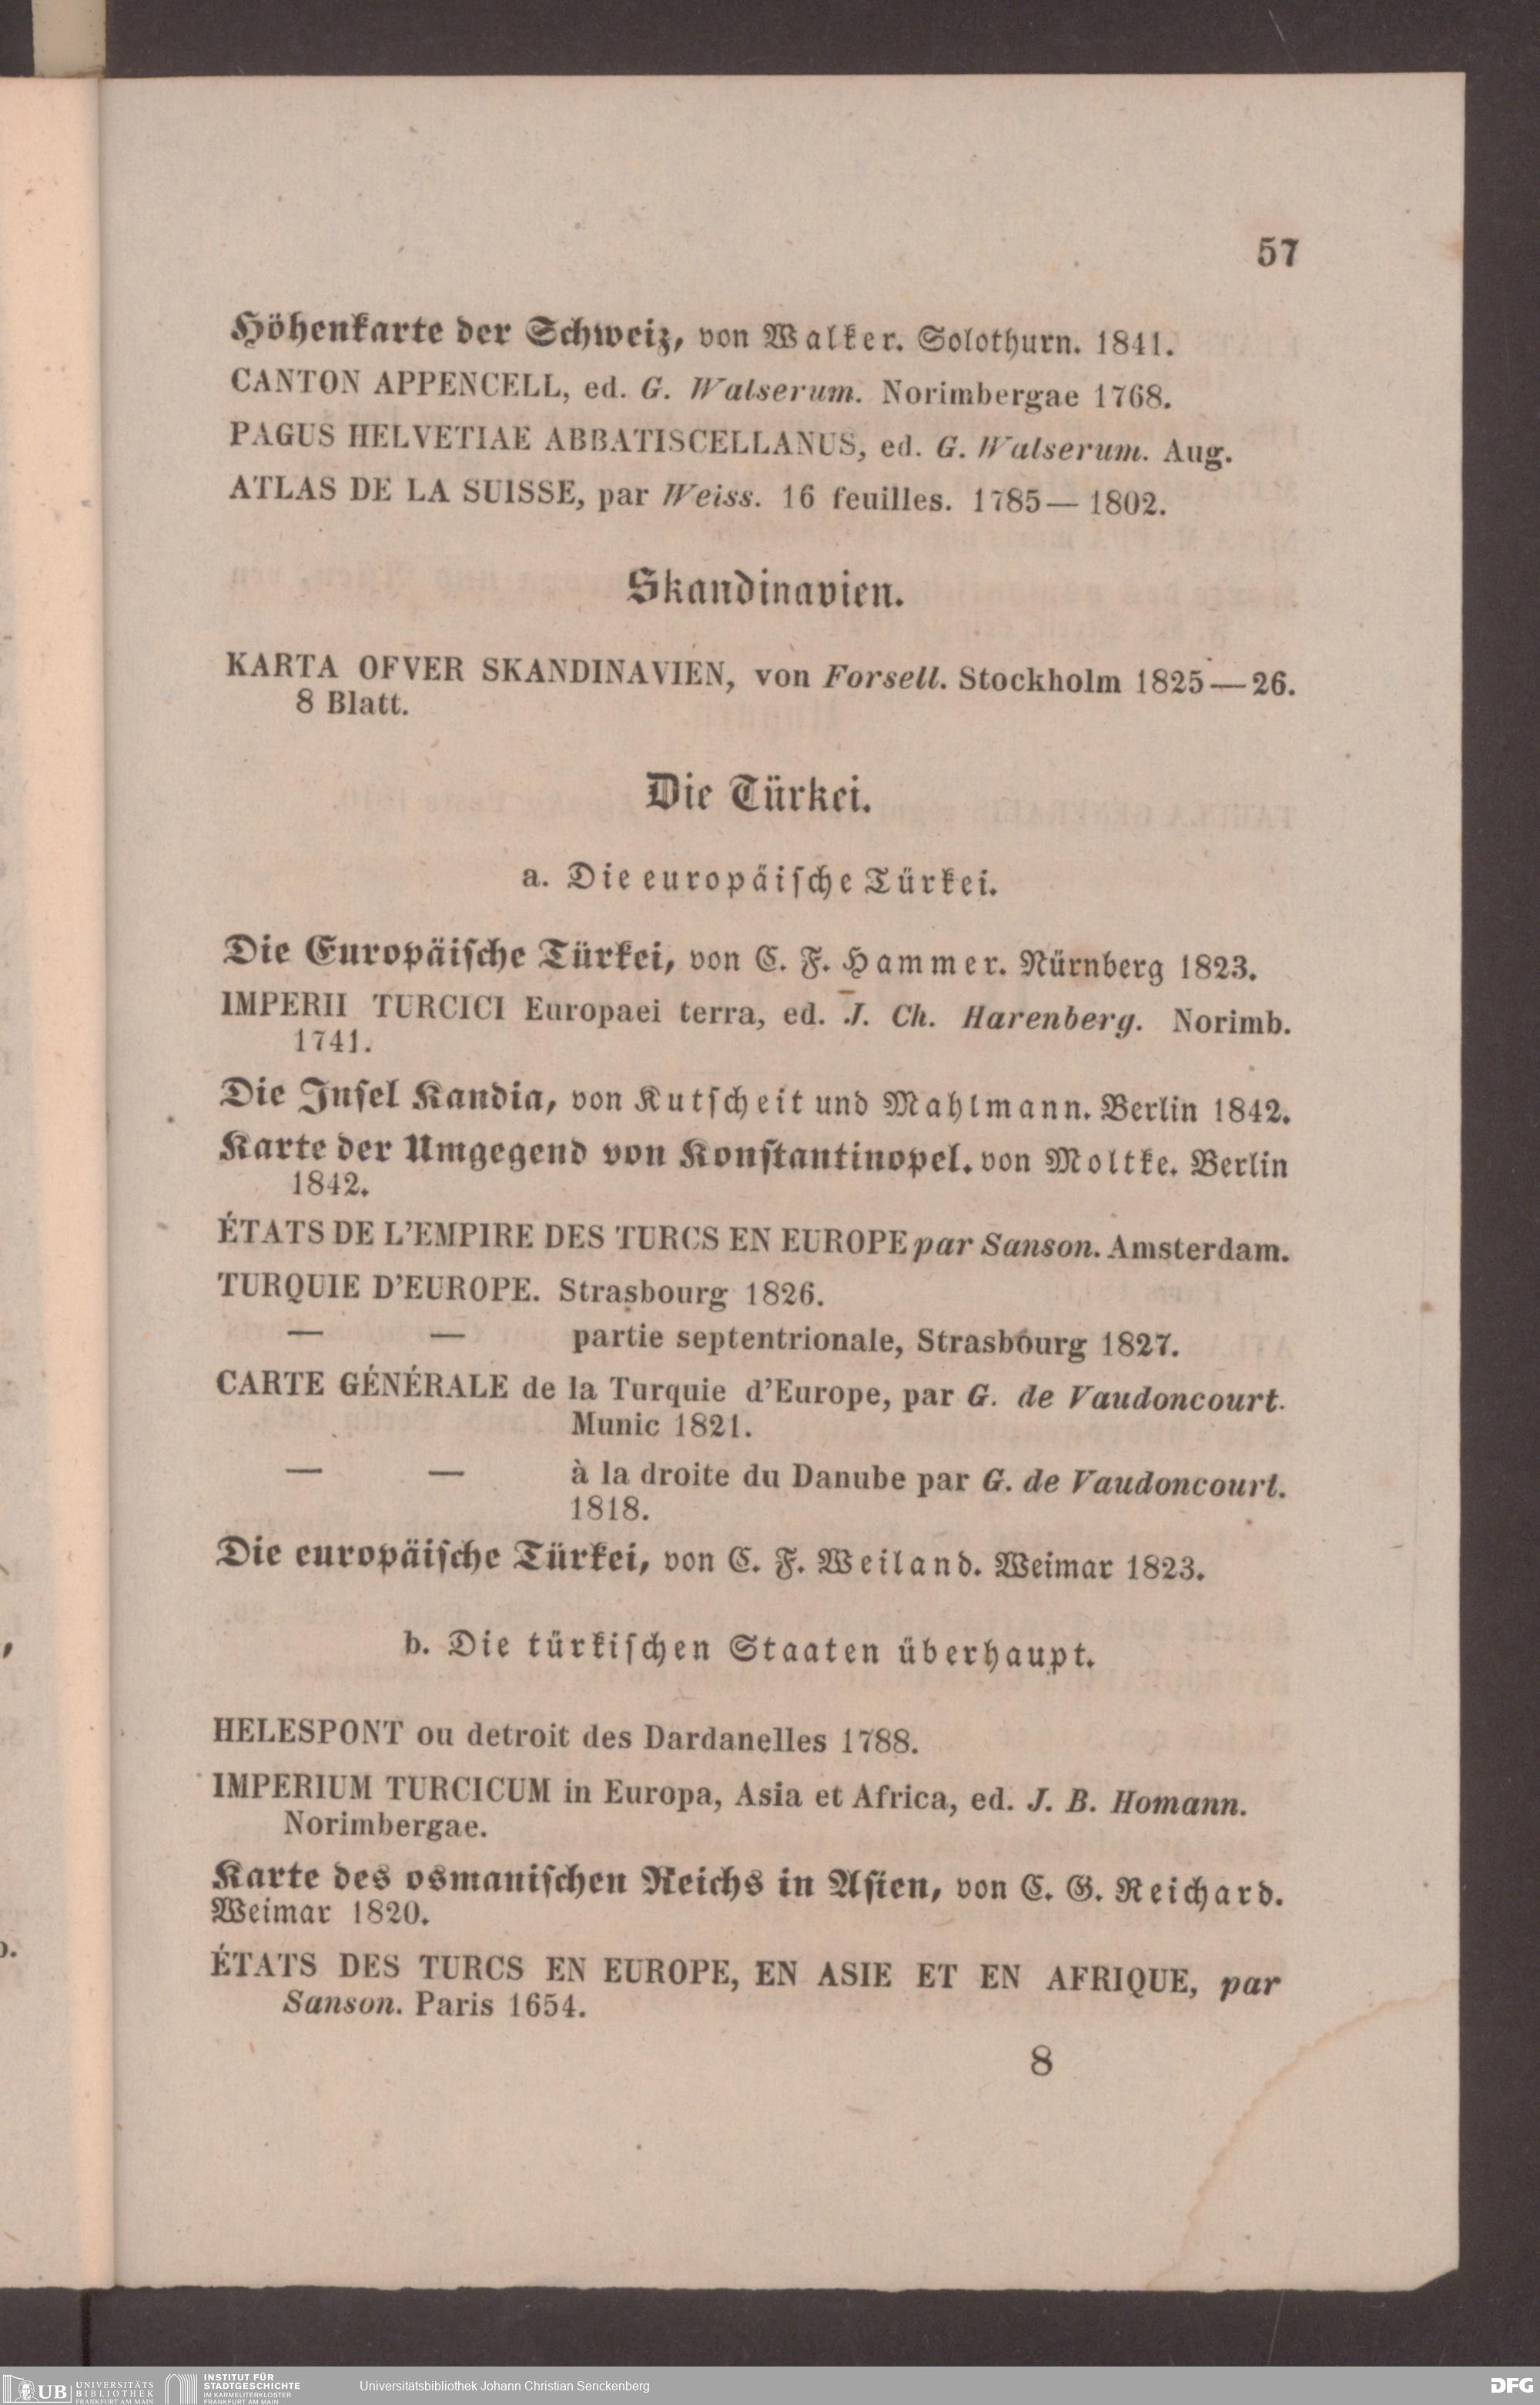 57
Höhenkarte der Schweiz, von Walker. Solothurn. 1841.
CANTON APPENCELL, ed. G. Walserum. Norimbergae 1768.
PAGUS HELVETIAE ABBATISCELLANUS, ed. G. Walserum. Aug.
ATLAS DE LA SUISSE, par Weiss. 16 feuilles. 1785—1802.
Skandinavien.
KARTA OFVER SKANDINAVIEN, von Forsell. Stockholm 1825—26.
8 Blatt.
Die Türkei.
a. Die europäische Türkei.
Die Europäische Türkei, von C. F. Hammer. Nürnberg 1823.
IMPERII TURCICI Europaei terra, ed. J. Ch. Harenberg. Norimb.
1741.
Die Insel Kandia, von Kutscheit und Mahlmann. Berlin 1842.
Karte der Umgegend von Konstantinopel. von Moltke. Berlin
1842.
ÉTATS DE L'EMPIRE DES TURCS EN EUROPE par Sanson. Amsterdam.
TURQUIE D'EUROPE. Strasbourg 1826.
— — partie septentrionale, Strasbourg 1827.
CARTE GÉNÉRALE de la Turquie d'Europe, par G. de Vaudoncourt.
Munic 1821.
— — à la droite du Danube par G. de Vaudoncourt.
1818.
Die europäische Türkei, von C. F. Weiland. Weimar 1823.
b. Die türkischen Staaten überhaupt.
HELESPONT ou detroit des Dardanelles 1788.
IMPERIUM TURCICUM in Europa, Asia et Africa, ed. J. B. Homann.
Norimbergae.
Karte des osmanischen Reichs in Asien, von C. G. Reichard.
Weimar 1820.
ÉTATS DES TURCS EN EUROPE, EN ASIE ET EN AFRIQUE, par
Sanson. Paris 1654.
8
UB UNIVERSITÄTS
BIBLIOTHEK
FRANKFURT AM MAIN
INSTITUT FÜR
STADTGESCHICHTE
IM KARMELITERKLOSTER
FRANKFURT AM MAIN
Universitätsbibliothek Johann Christian Senckenberg
DFG